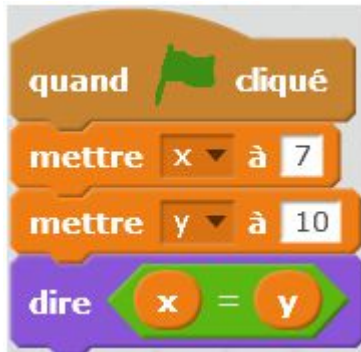 quand cliqué
mettre x à 7
mettre y à 10
dire x = y